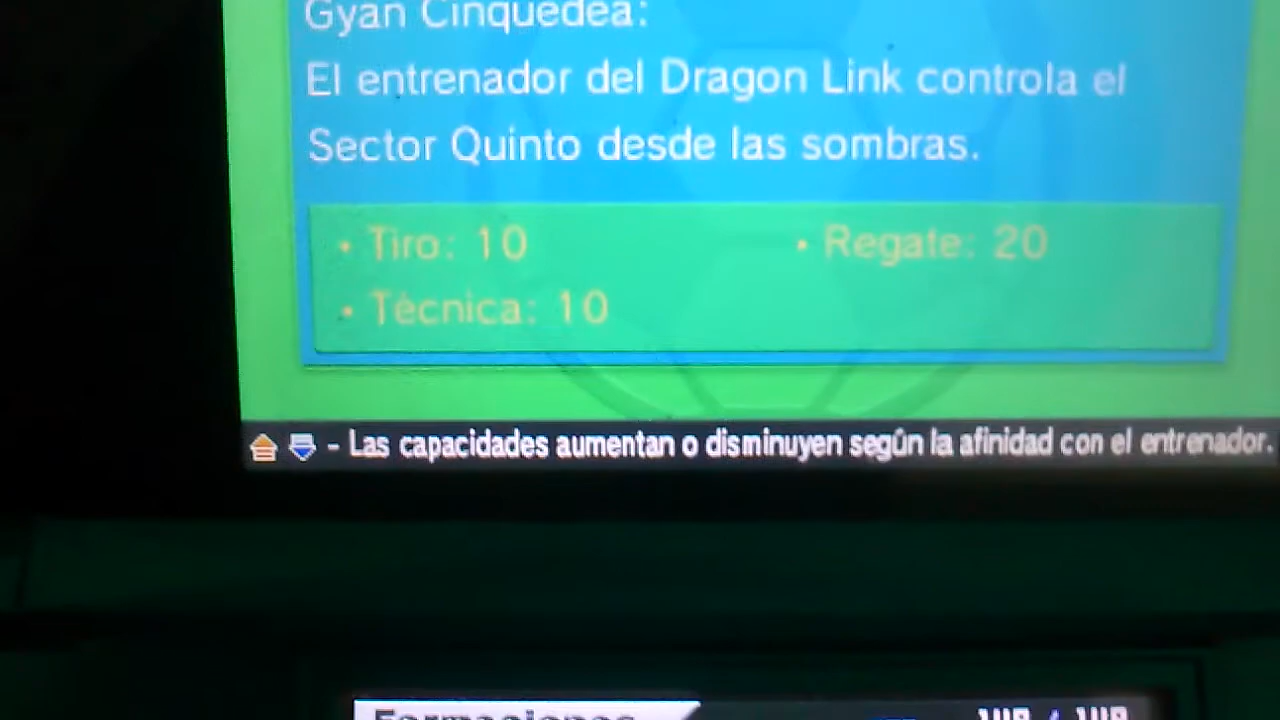 Gyan Cinquedea:
El entrenador del Dragon Link controla el
Sector Quinto desde las sombras.
• Tiro: 10 • Regate: 20
• Técnica: 10
- Las capacidades aumentan o disminuyen según la afinidad con el entrenador.
Formaciones